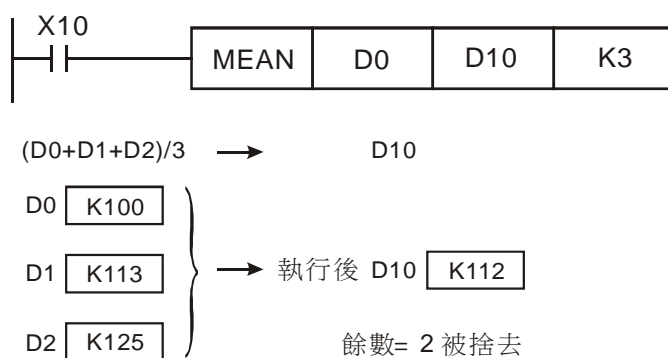 X10
MEAN D0 D10 K3
(D0+D1+D2)/3 → D10
D0 K100
D1 K113 → 執行後 D10 K112
D2 K125 餘數= 2 被捨去